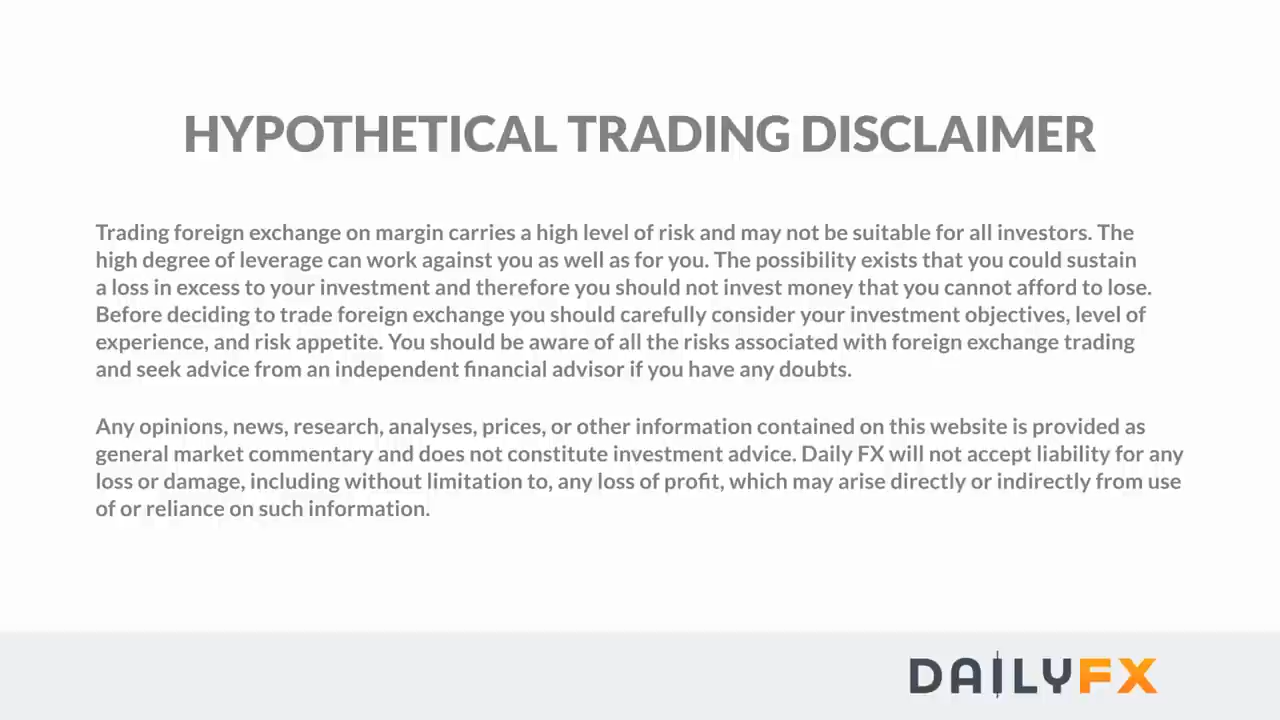 HYPOTHETICAL TRADING DISCLAIMER
Trading foreign exchange on margin carries a high level of risk and may not be suitable for all investors. The
high degree of leverage can work against you as well as for you. The possibility exists that you could sustain
a loss in excess to your investment and therefore you should not invest money that you cannot afford to lose.
Before deciding to trade foreign exchange you should carefully consider your investment objectives, level of
experience, and risk appetite. You should be aware of all the risks associated with foreign exchange trading
and seek advice from an independent financial advisor if you have any doubts.
Any opinions, news, research, analyses, prices, or other information contained on this website is provided as
general market commentary and does not constitute investment advice. Daily FX will not accept liability for any
loss or damage, including without limitation to, any loss of profit, which may arise directly or indirectly from use
of or reliance on such information.
DAILYFX